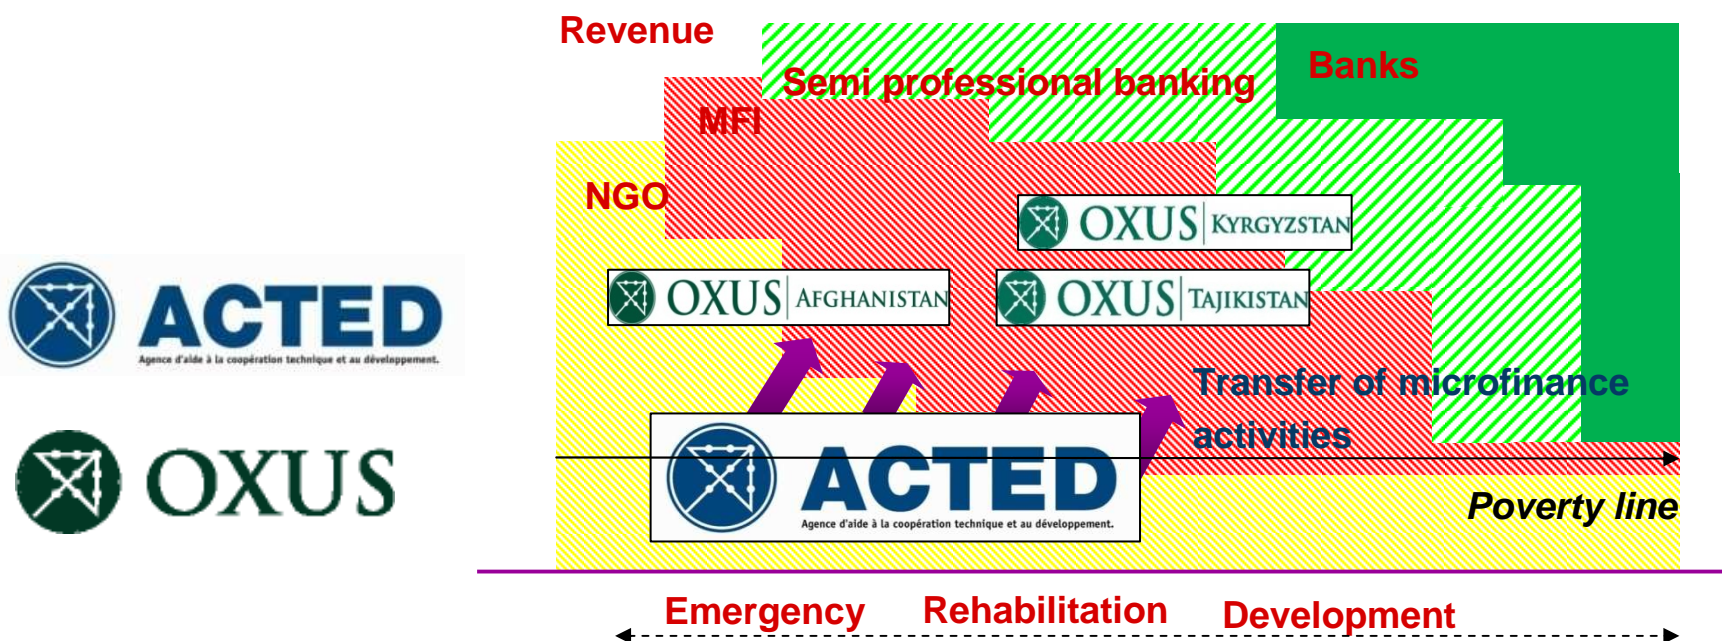 Revenue
Semi professional banking
Banks
MFI
NGO
OXUS KYRGYZSTAN
OXUS AFGHANISTAN
OXUS TAJIKISTAN
ACTED
Agence d'aide à la coopération technique et au développement.
OXUS
Transfer of microfinance
activities
ACTED
Agence d'aide à la coopération technique et au développement.
Poverty line
Emergency
Rehabilitation
Development